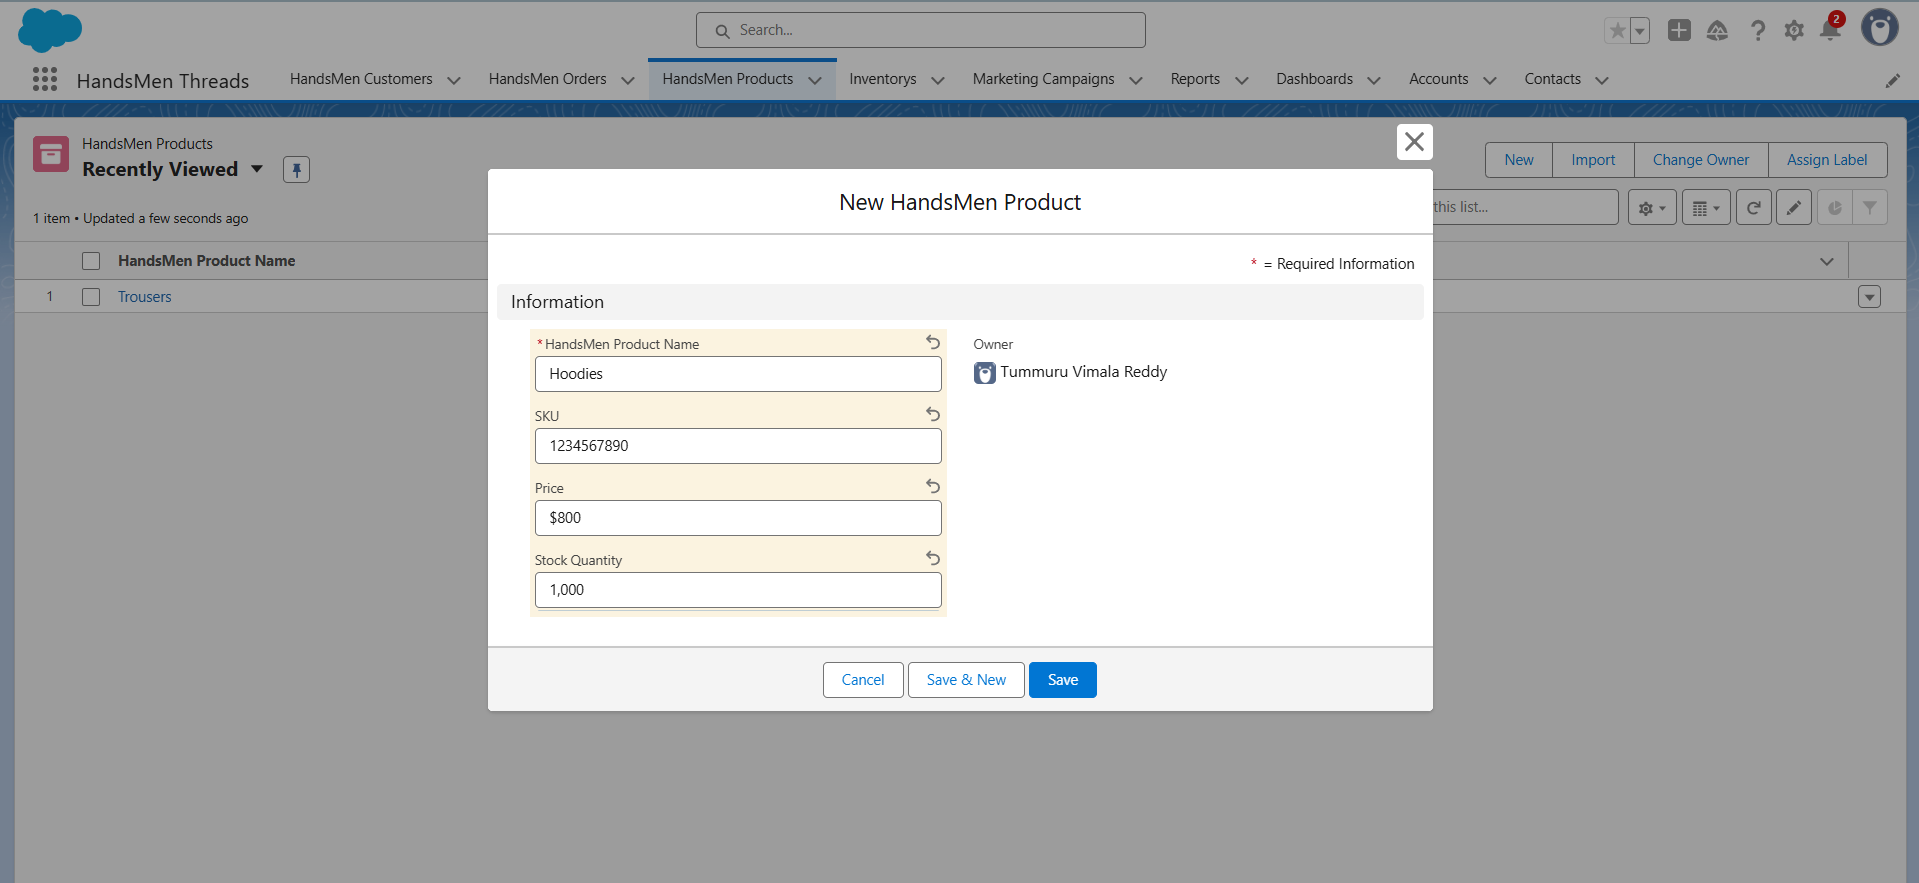 Search...
2
HandsMen Threads
HandsMen Customers
HandsMen Orders
HandsMen Products
Inventorys
Marketing Campaigns
Reports
Dashboards
Accounts
Contacts
HandsMen Products
Recently Viewed
New
Import
Change Owner
Assign Label
1 item • Updated a few seconds ago
this list...
HandsMen Product Name
1
Trousers
New HandsMen Product
* = Required Information
Information
* HandsMen Product Name
Hoodies
Owner
Tummuru Vimala Reddy
SKU
1234567890
Price
$800
Stock Quantity
1,000
Cancel
Save & New
Save